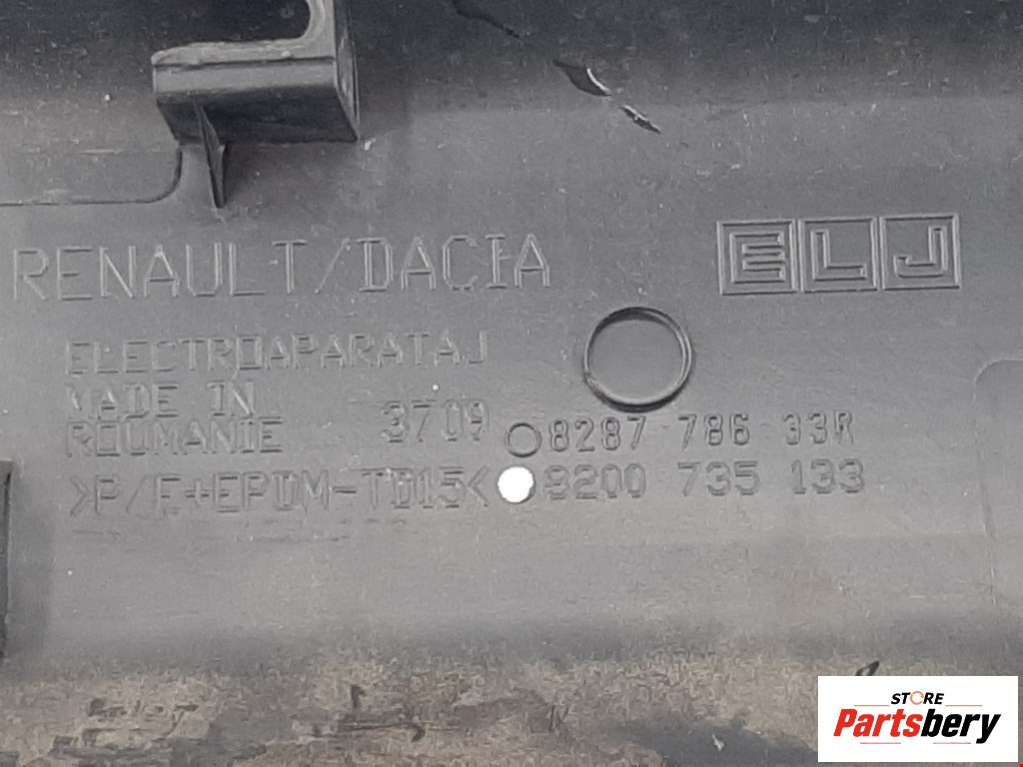 RENAULT/DACIA
ELJ
ELECTROAPARATAJ
MADE IN
ROUMANIE
3709
8287 786 33R
>P/E+EPDM-TD15<
8200 735 133
STORE
Partsbery